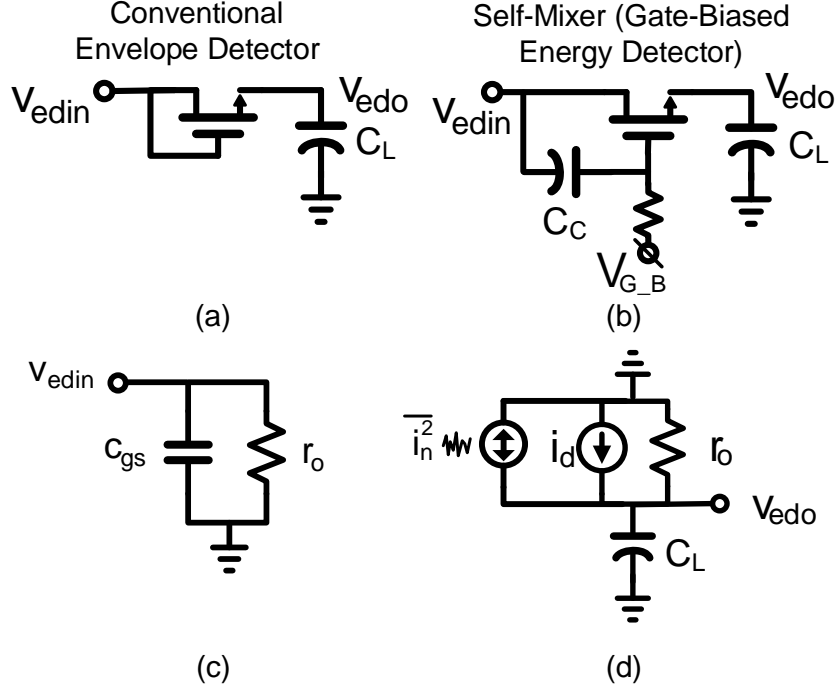 Conventional
Envelope Detector
Self-Mixer (Gate-Biased
Energy Detector)
Vedin
Vedo
CL
Vedin
Vedo
CL
CC
VG_B
(a)
(b)
vedin
cgs
ro
in2
id
ro
vedo
CL
(c)
(d)